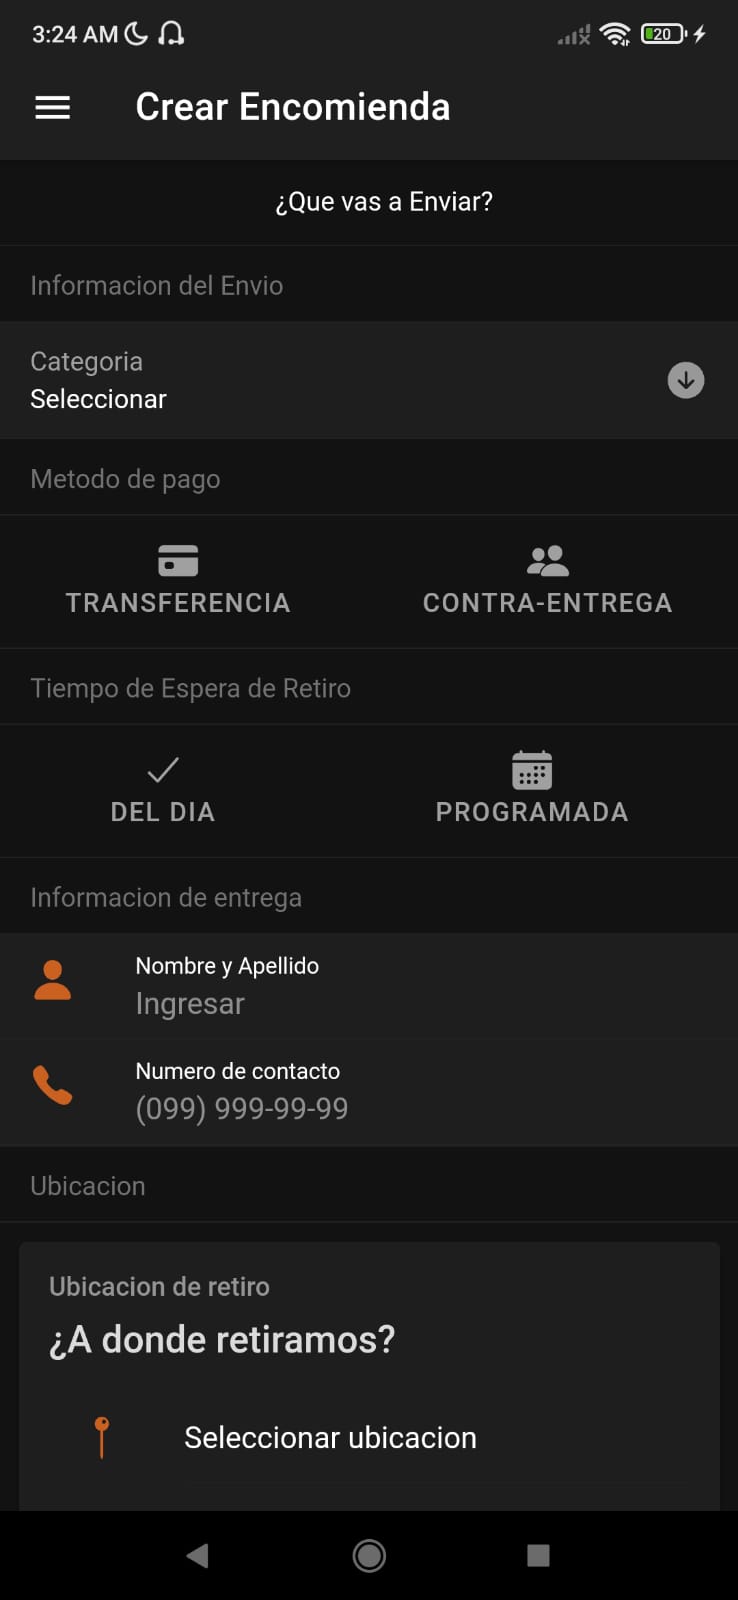 3:24 AM
20
Crear Encomienda
¿Que vas a Enviar?
Informacion del Envio
Categoria
Seleccionar
Metodo de pago
TRANSFERENCIA CONTRA-ENTREGA
Tiempo de Espera de Retiro
DEL DIA PROGRAMADA
Informacion de entrega
Nombre y Apellido
Ingresar
Numero de contacto
(099) 999-99-99
Ubicacion
Ubicacion de retiro
¿A donde retiramos?
Seleccionar ubicacion